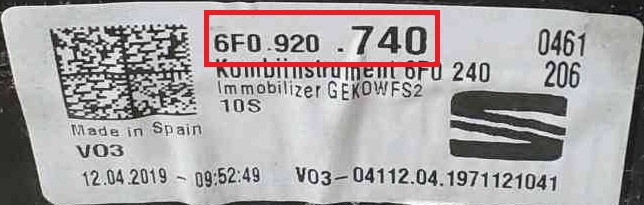 6F0.920 .740 0461
Kombiinstrument 6F0 240 206
Immobilizer GEKOWFS2
10S
Made in Spain
V03
12.04.2019 - 09:52:49 V03-04112.04.1971121041